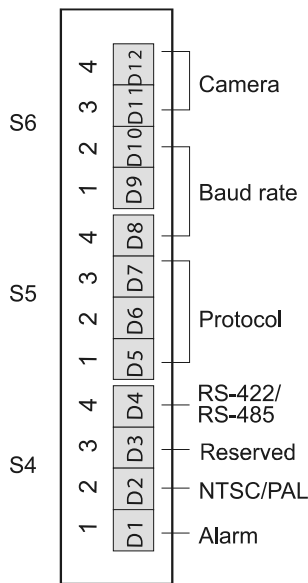 4 D12
Camera
3 D11
S6
2 D10
1 D9
Baud rate
4 D8
S5
3 D7
2 D6
Protocol
1 D5
4 D4
RS-422/
RS-485
S4
3 D3
Reserved
2 D2
NTSC/PAL
1 D1
Alarm